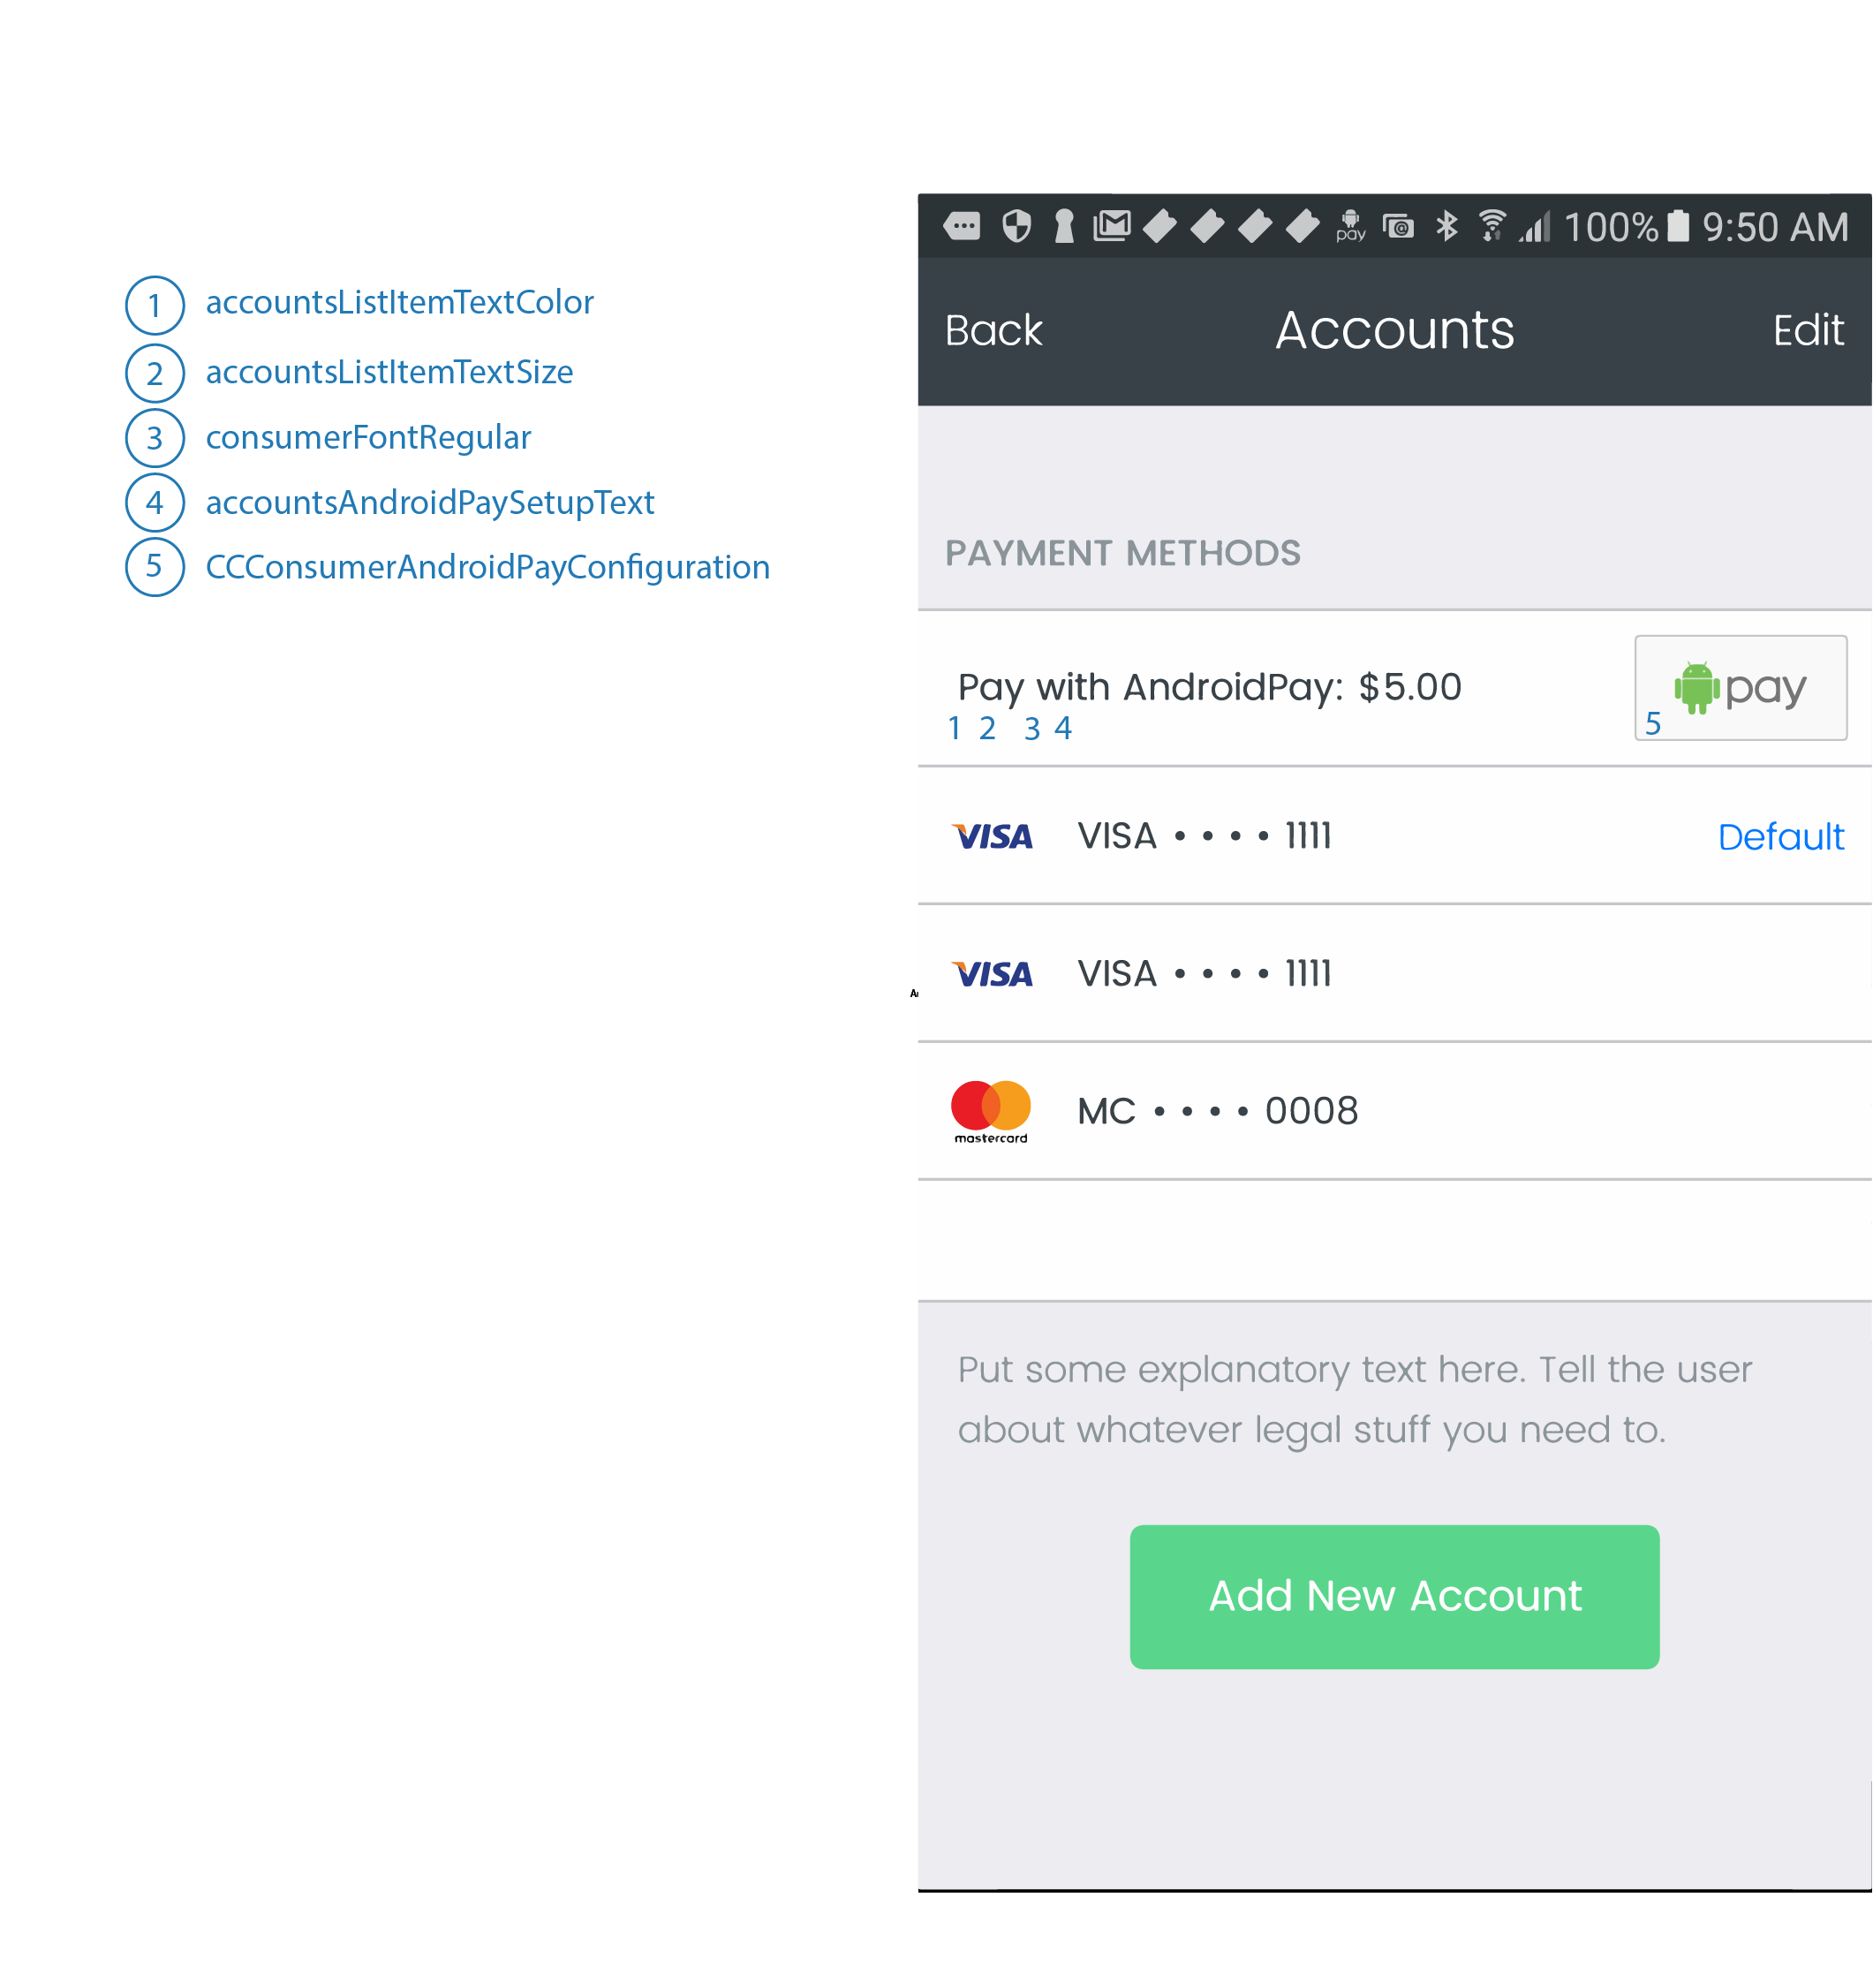 1 accountsListItemTextColor
2 accountsListItemTextSize
3 consumerFontRegular
4 accountsAndroidPaySetupText
5 CCConsumerAndroidPayConfiguration
pay 100% 9:50 AM
Back Accounts Edit
PAYMENT METHODS
Pay with AndroidPay: $5.00 pay
1 2 3 4 5
VISA VISA • • • • 1111 Default
VISA VISA • • • • 1111
MC • • • • 0008
mastercard
Put some explanatory text here. Tell the user
about whatever legal stuff you need to.
Add New Account